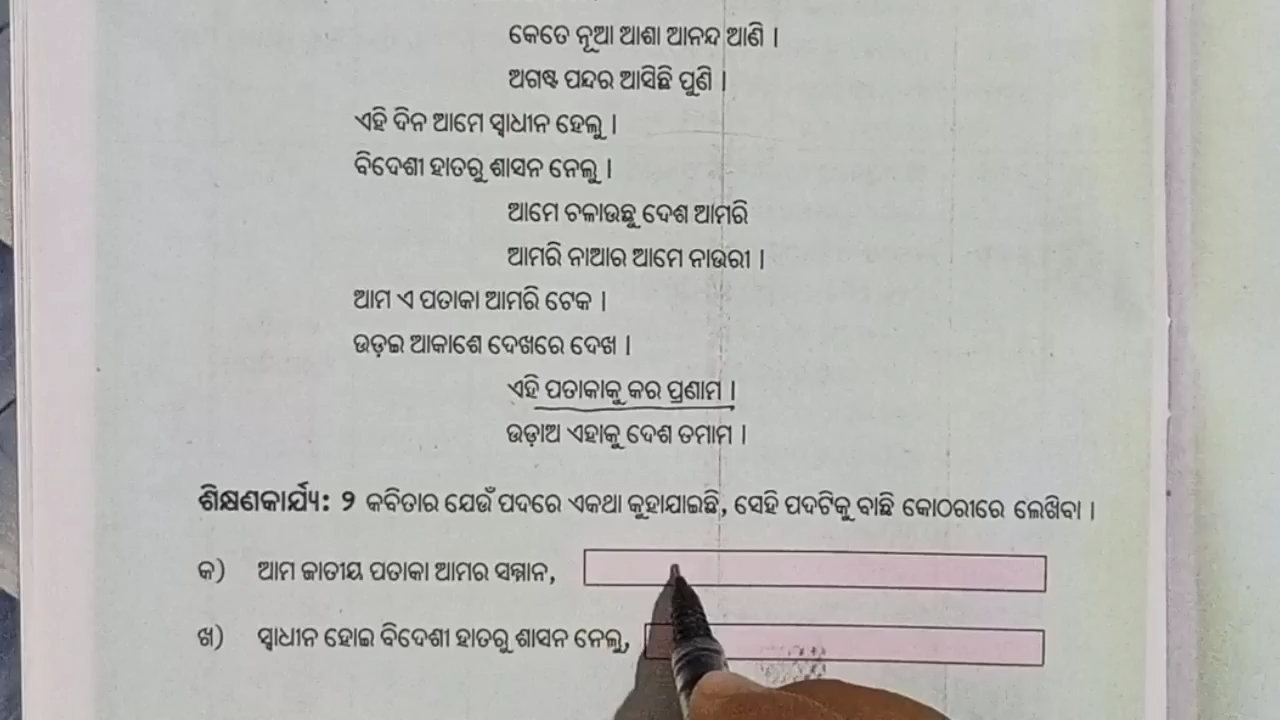 କେତେ ନୂଆ ଆଶା ଆନନ୍ଦ ଆଣି ।
ଅଗଷ୍ଟ ପନ୍ଦର ଆସିଛି ପୁଣି ।
ଏହି ଦିନ ଆମେ ସ୍ୱାଧୀନ ହେଲୁ ।
ବିଦେଶୀ ହାତରୁ ଶାସନ ନେଲୁ ।
ଆମେ ଚଳାଉଛୁ ଦେଶ ଆମରି
ଆମରି ନାଆର ଆମେ ନାଉରୀ ।
ଆମ ଏ ପତାକା ଆମରି ଟେକ ।
ଉଡ଼ଇ ଆକାଶେ ଦେଖରେ ଦେଖ ।
ଏହି ପତାକାକୁ କର ପ୍ରଣାମ ।
ଉଡ଼ାଅ ଏହାକୁ ଦେଶ ତମାମ ।
ଶିକ୍ଷଣକାର୍ଯ୍ୟ: ୨ କବିତାର ଯେଉଁ ପଦରେ ଏକଥା କୁହାଯାଇଛି, ସେହି ପଦଟିକୁ ବାଛି କୋଠରୀରେ ଲେଖିବା ।
କ) ଆମ ଜାତୀୟ ପତାକା ଆମର ସମ୍ମାନ,
ଖ) ସ୍ୱାଧୀନ ହୋଇ ବିଦେଶୀ ହାତରୁ ଶାସନ ନେଲୁ,